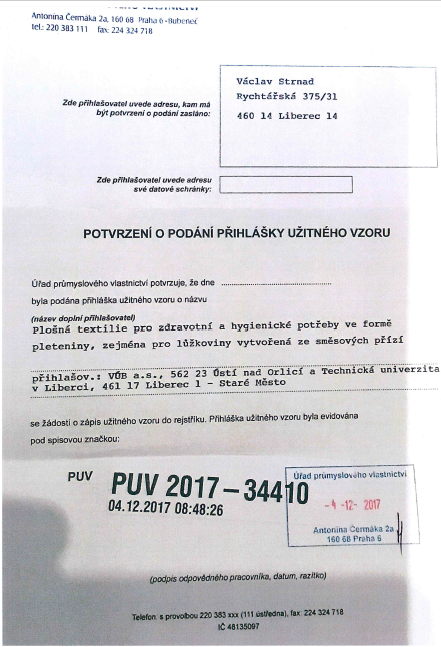 Antonína Čermáka 2a, 160 68 Praha 6-Bubeneč
tel.: 220 383 111 fax: 224 324 718
Zde přihlašovatel uvede adresu, kam má
být potvrzení o podání zasláno:
Václav Strnad
Rychtářská 375/31
460 14 Liberec 14
Zde přihlašovatel uvede adresu
své datové schránky:
POTVRZENÍ O PODÁNÍ PŘIHLÁŠKY UŽITNÉHO VZORU
Úřad průmyslového vlastnictví potvrzuje, že dne ................................
byla podána přihláška užitného vzoru o názvu
(název doplní přihlašovatel)
Plošná textilie pro zdravotní a hygienické potřeby ve formě
pleteniny, zejména pro lůžkoviny vytvořená ze směsových přízí
přihlašov.: VÚB a.s., 562 23 Ústí nad Orlicí a Technická univerzita
v Liberci, 461 17 Liberec 1 - Staré Město
se žádostí o zápis užitného vzoru do rejstříku. Přihláška užitného vzoru byla evidována
pod spisovou značkou:
PUV
PUV 2017 – 34410
04.12.2017 08:48:26
Úřad průmyslového vlastnictví
-4 -12- 2017
Antonína Čermáka 2a
160 68 Praha 6
(podpis odpovědného pracovníka, datum, razítko)
Telefon: s provolbou 220 383 xxx (111 ústředna), fax: 224 324 718
IČ 48135097